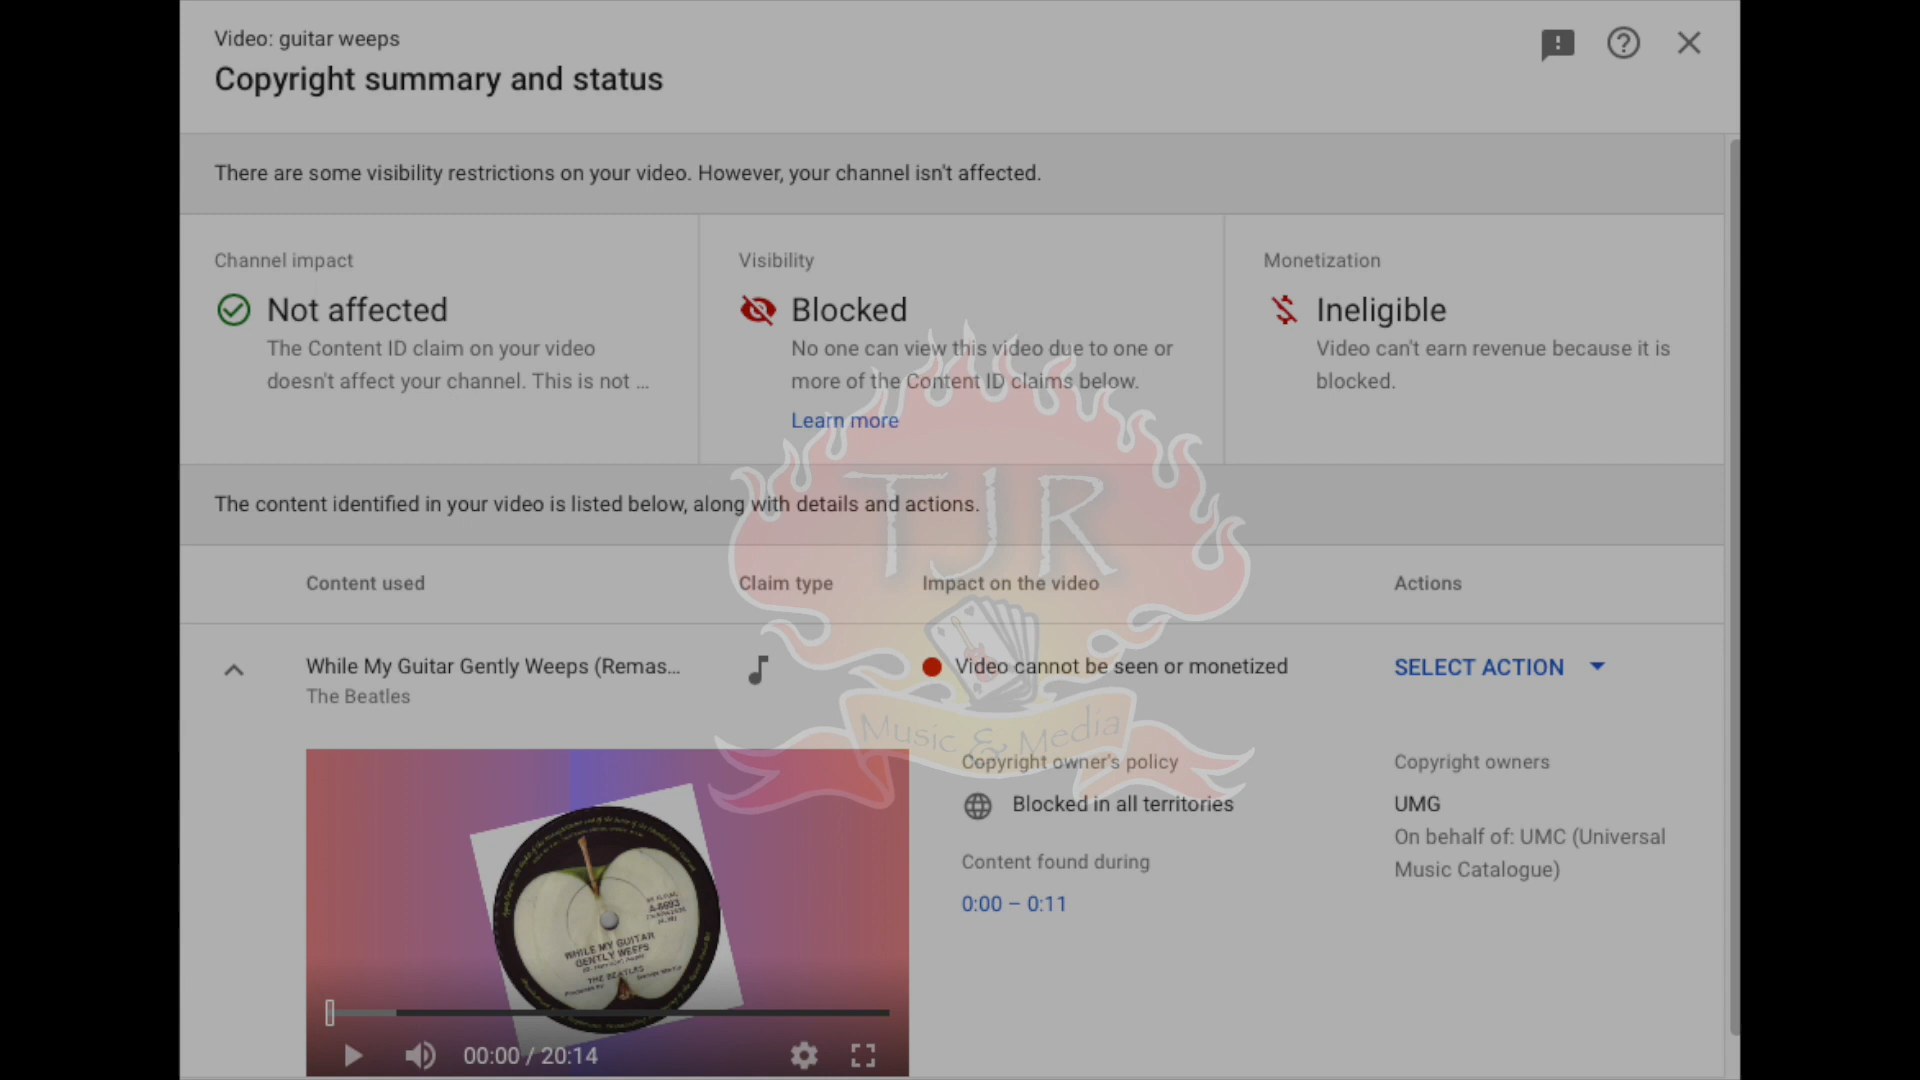 Video: guitar weeps
Copyright summary and status
There are some visibility restrictions on your video. However, your channel isn't affected.
Channel impact
Not affected
The Content ID claim on your video
doesn't affect your channel. This is not ...
Visibility
Blocked
No one can view this video due to one or
more of the Content ID claims below.
Learn more
Monetization
Ineligible
Video can't earn revenue because it is
blocked.
The content identified in your video is listed below, along with details and actions.
TJR
Music & Media
Content used
Claim type
Impact on the video
Actions
While My Guitar Gently Weeps (Remas...
The Beatles
Video cannot be seen or monetized
SELECT ACTION
Copyright owner's policy
Blocked in all territories
Content found during
0:00 – 0:11
Copyright owners
UMG
On behalf of: UMC (Universal
Music Catalogue)
WHILE MY GUITAR
GENTLY WEEPS
THE BEATLES
00:00 / 20:14